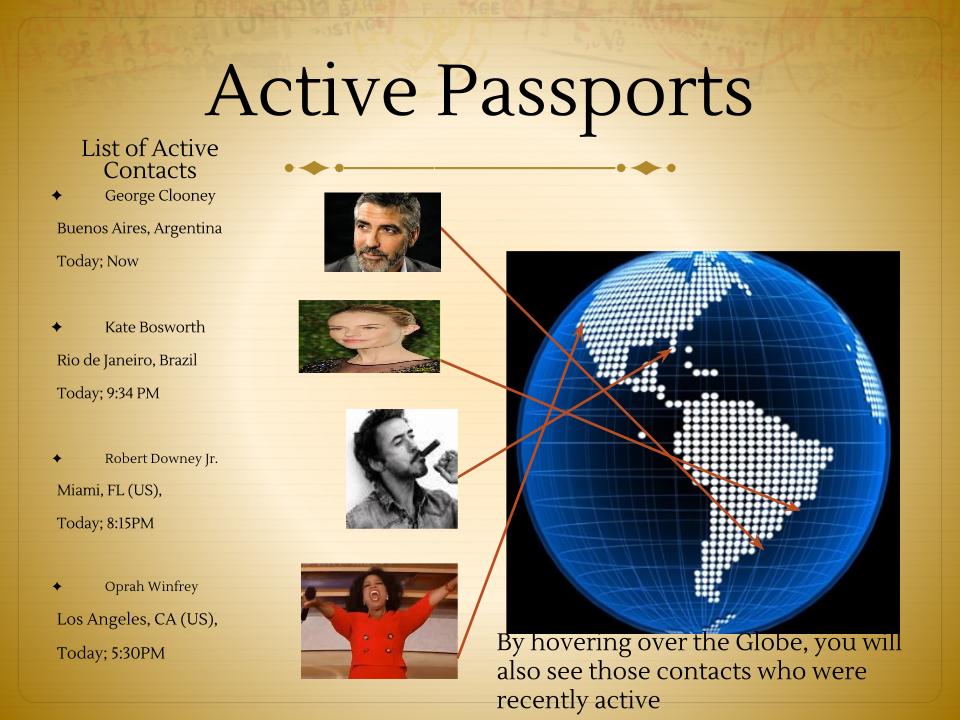 POSTAGE
POSTAGE
Active Passports
List of Active
Contacts
✦ George Clooney
Buenos Aires, Argentina
Today; Now
✦ Kate Bosworth
Rio de Janeiro, Brazil
Today; 9:34 PM
✦ Robert Downey Jr.
Miami, FL (US),
Today; 8:15PM
✦ Oprah Winfrey
Los Angeles, CA (US),
Today; 5:30PM
By hovering over the Globe, you will
also see those contacts who were
recently active